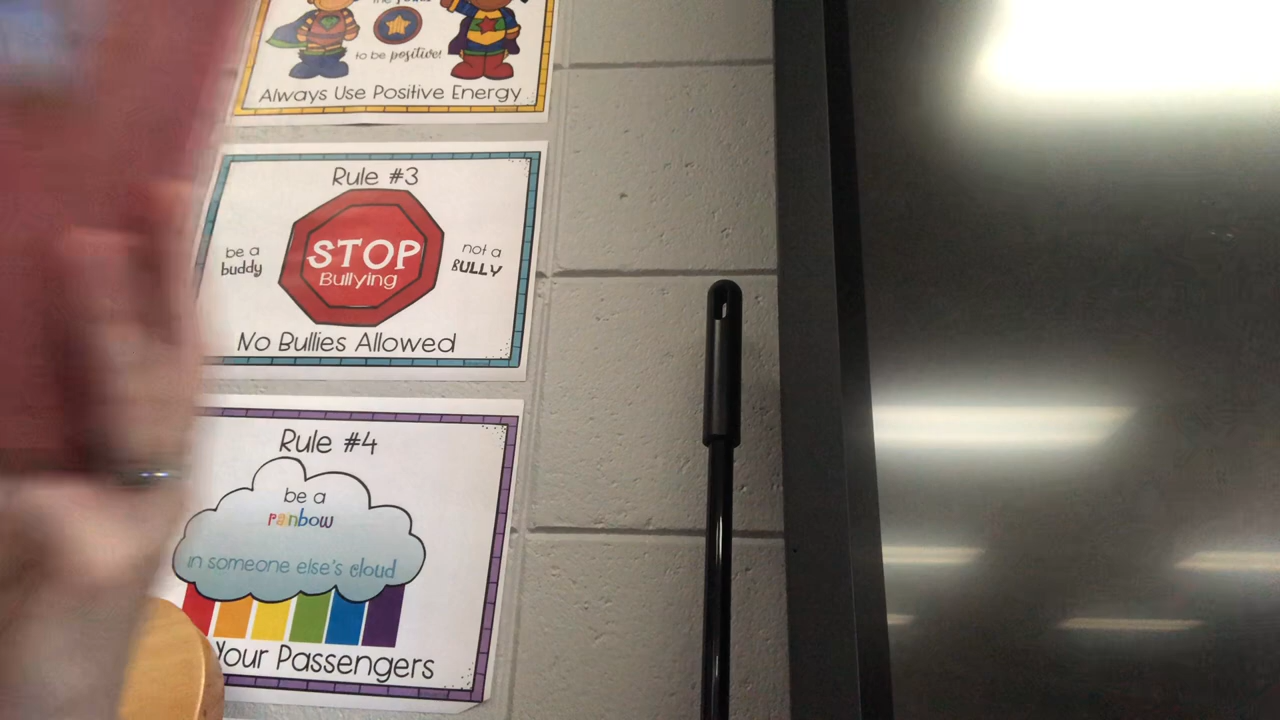 to be positive!
Always Use Positive Energy
Rule #3
be a
buddy
STOP
Bullying
not a
BULLY
No Bullies Allowed
Rule #4
be a
rainbow
in someone else's cloud
Your Passengers